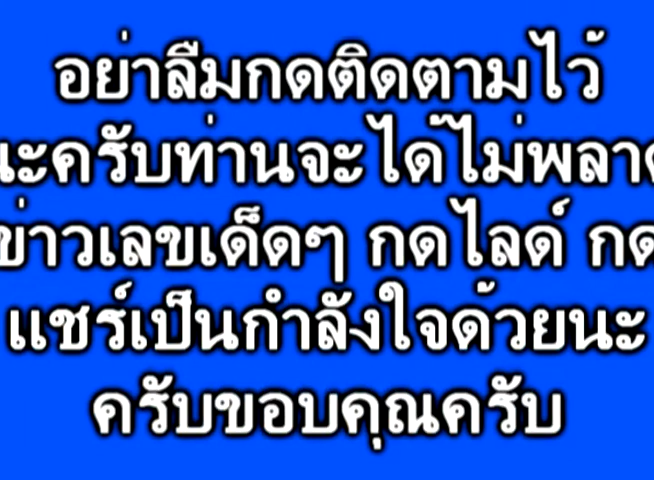 อย่าลืมกดติดตามไว้
นะครับท่านจะได้ไม่พลาด
ข่าวเลขเด็ดๆ กดไลด์ กด
แชร์เป็นกำลังใจด้วยนะ
ครับขอบคุณครับ